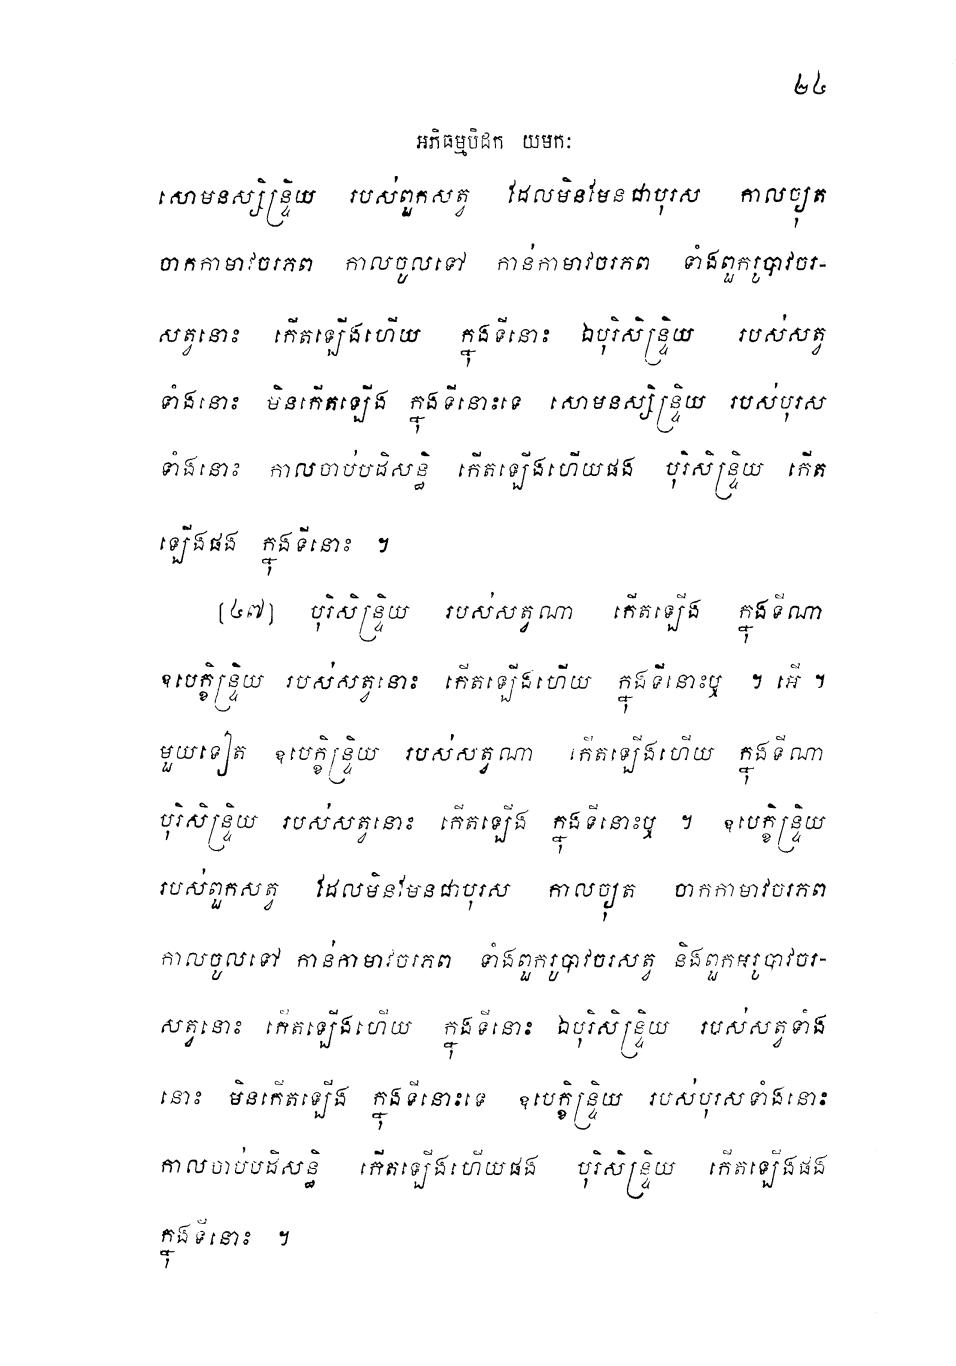 ២៤
អភិធម្មបិដក យមកៈ
សោមនស្សិន្ទ្រិយ របស់ពួកសត្វ ដែលមិនមែនជាបុរស កាលច្យុត
ចាកកាមាវចរភព កាលចូលទៅ កាន់កាមាវចរភព ទាំងពួករូបាវចរ-
សត្វនោះ កើតឡើងហើយ ក្នុងទីនោះ ឯបុរិសិន្ទ្រិយ របស់សត្វ
ទាំងនោះ មិនកើតឡើង ក្នុងទីនោះទេ សោមនស្សិន្ទ្រិយ របស់បុរស
ទាំងនោះ កាលចាប់បដិសន្ធិ កើតឡើងហើយផង បុរិសិន្ទ្រិយ កើត
ឡើងផង ក្នុងទីនោះ ។
(៤៧) បុរិសិន្ទ្រិយ របស់សត្វណា កើតឡើង ក្នុងទីណា
ឧបេក្ខិន្ទ្រិយ របស់សត្វនោះ កើតឡើងហើយ ក្នុងទីនោះឬ ។ អើ ។
មួយទៀត ឧបេក្ខិន្ទ្រិយ របស់សត្វណា កើតឡើងហើយ ក្នុងទីណា
បុរិសិន្ទ្រិយ របស់សត្វនោះ កើតឡើង ក្នុងទីនោះឬ ។ ឧបេក្ខិន្ទ្រិយ
របស់ពួកសត្វ ដែលមិនមែនជាបុរស កាលច្យុត ចាកកាមាវចរភព
កាលចូលទៅ កាន់កាមាវចរភព ទាំងពួករូបាវចរសត្វ និងពួកអរូបាវចរ-
សត្វនោះ កើតឡើងហើយ ក្នុងទីនោះ ឯបុរិសិន្ទ្រិយ របស់សត្វទាំង
នោះ មិនកើតឡើង ក្នុងទីនោះទេ ឧបេក្ខិន្ទ្រិយ របស់បុរសទាំងនោះ
កាលចាប់បដិសន្ធិ កើតឡើងហើយផង បុរិសិន្ទ្រិយ កើតឡើងផង
ក្នុងទីនោះ ។